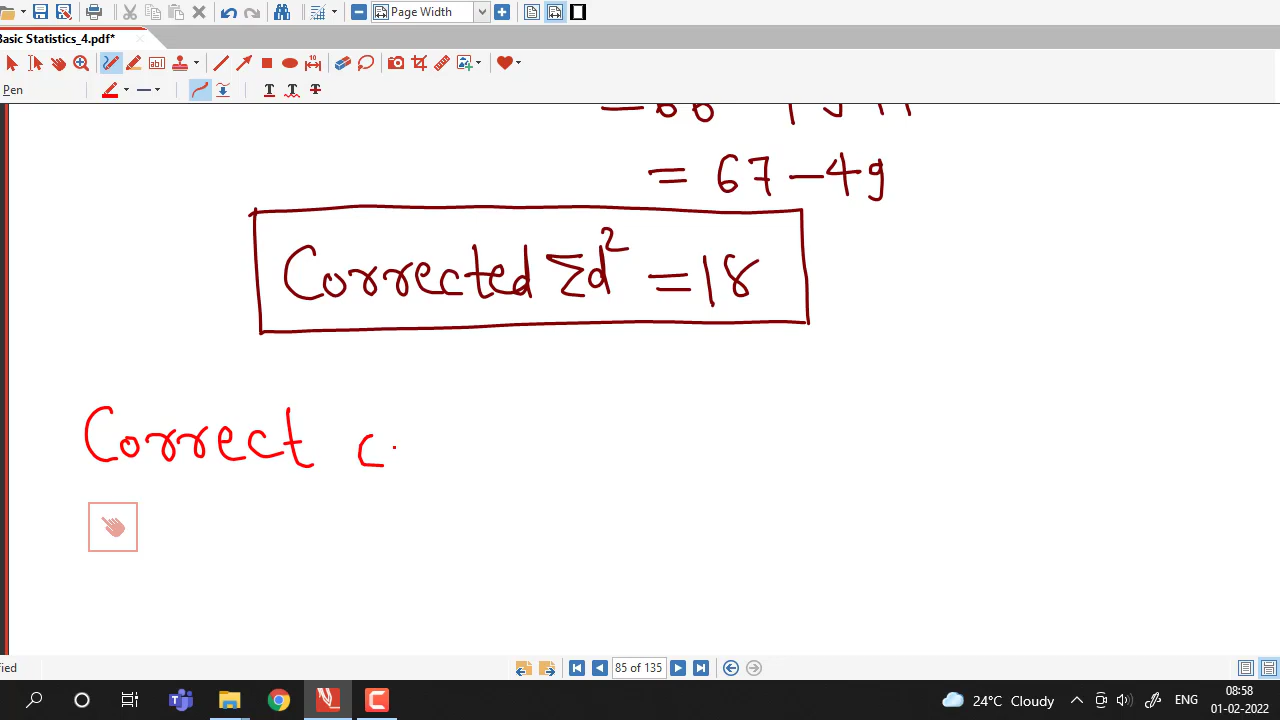 Page Width
Basic Statistics_4.pdf*
Pen
= 67 - 49
Corrected Σd² = 18
Correct c
85 of 135
24°C Cloudy
ENG
08:58
01-02-2022